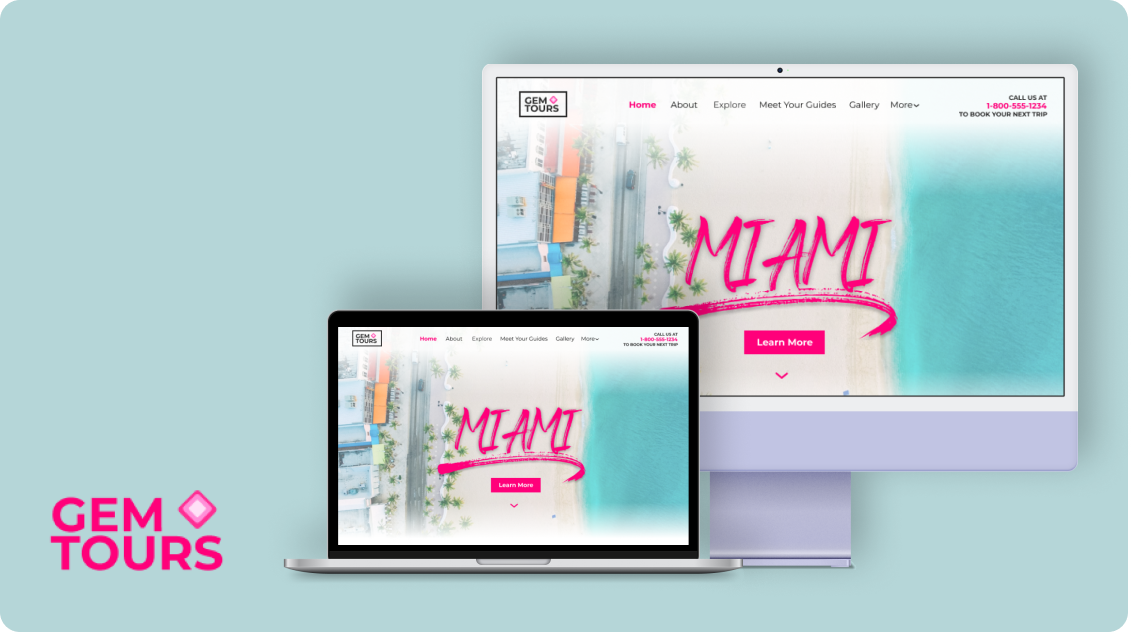 GEM
TOURS
Home About Explore Meet Your Guides Gallery More
CALL US AT
1-800-555-1234
TO BOOK YOUR NEXT TRIP
MIAMI
Learn More
GEM
TOURS
Home About Explore Meet Your Guides Gallery More
CALL US AT
1-800-555-1234
TO BOOK YOUR NEXT TRIP
MIAMI
Learn More
GEM
TOURS